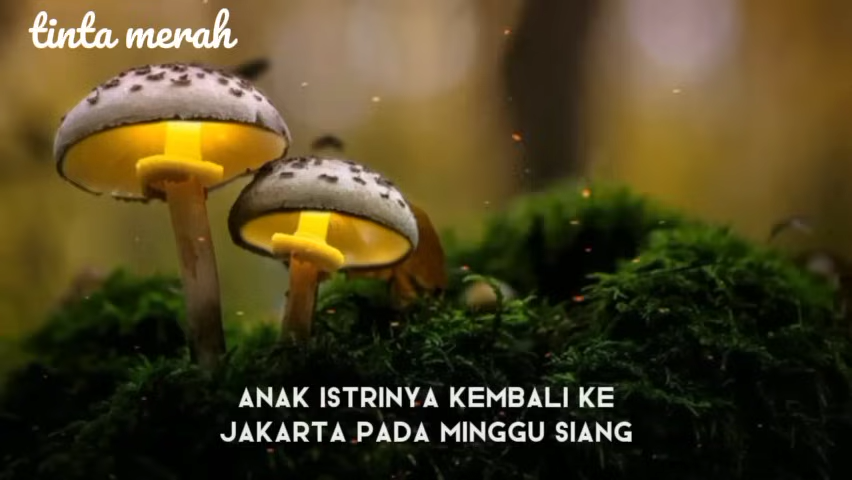 tinta merah
ANAK ISTRINYA KEMBALI KE
JAKARTA PADA MINGGU SIANG